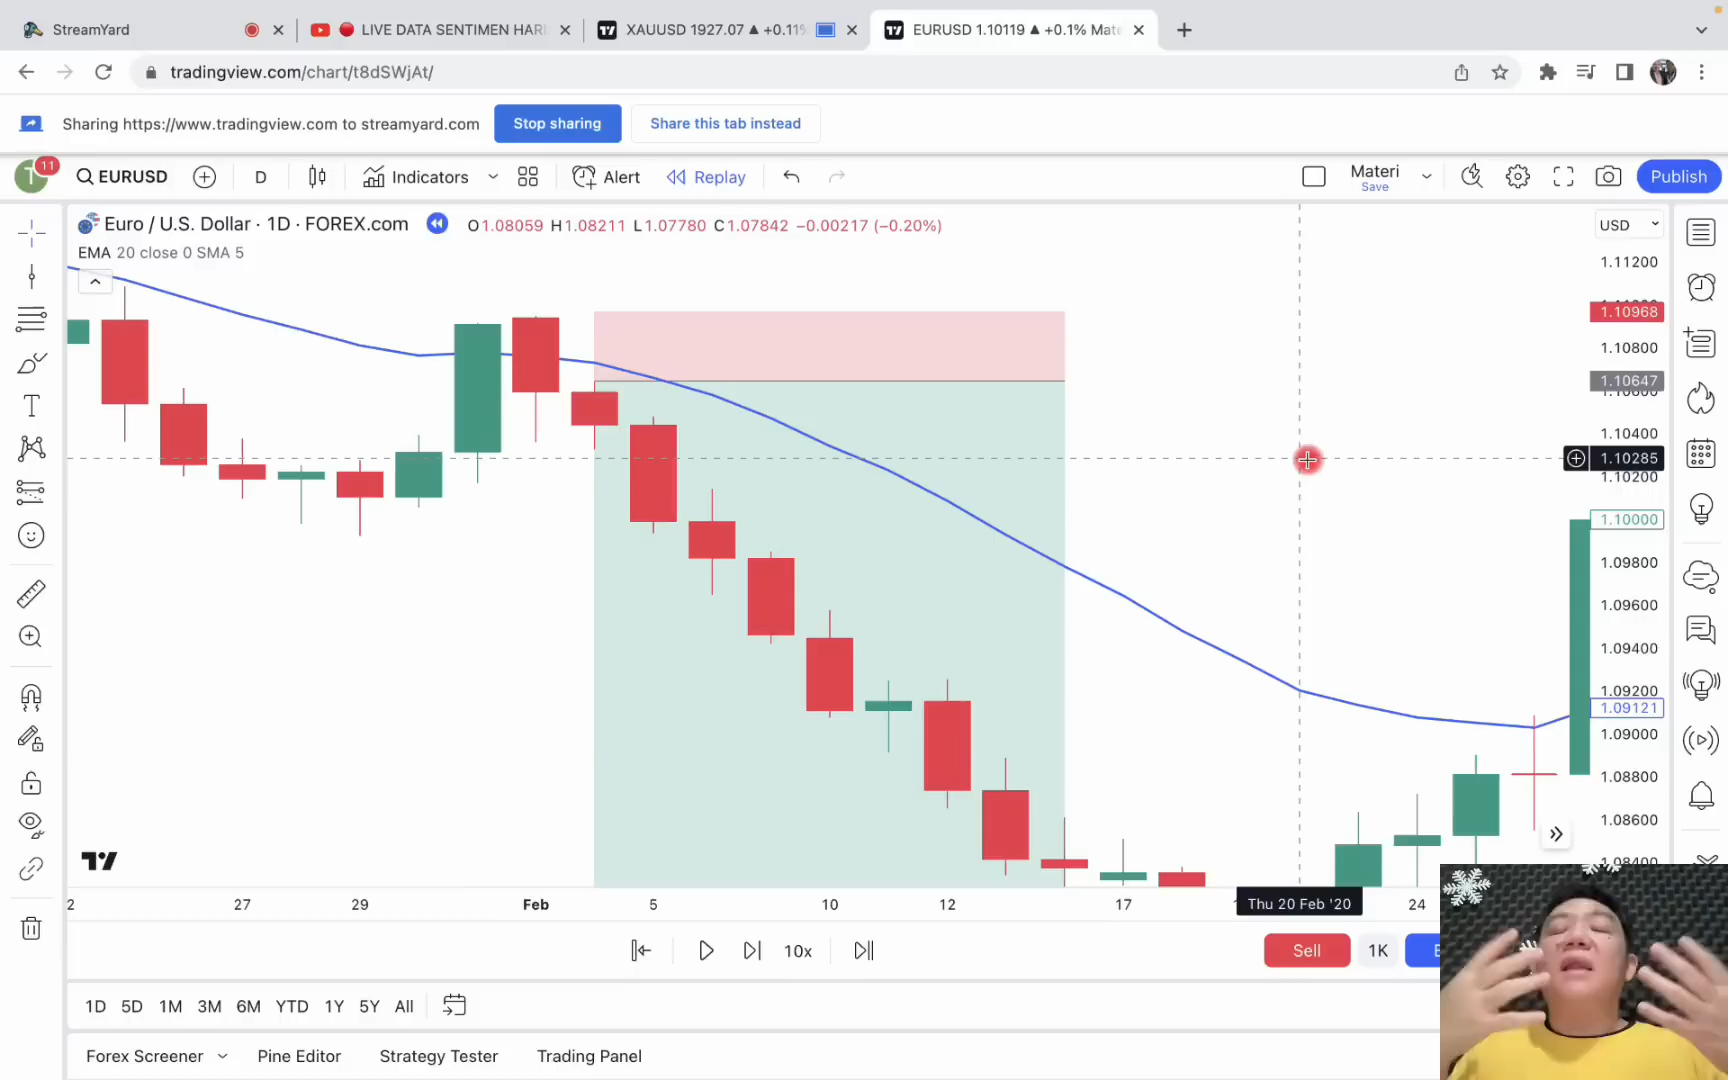 StreamYard
LIVE DATA SENTIMEN HARI
XAUUSD 1927.07 ▲ +0.11%
EURUSD 1.10119 ▲ +0.1% Mate
tradingview.com/chart/t8dSWjAt/
Sharing https://www.tradingview.com to streamyard.com
Stop sharing
Share this tab instead
T
11
EURUSD
D
Indicators
Alert
Replay
Materi
Save
Publish
Euro / U.S. Dollar · 1D · FOREX.com
O1.08059 H1.08211 L1.07780 C1.07842 −0.00217 (−0.20%)
USD
EMA 20 close 0 SMA 5
1.11200
1.10968
1.10800
1.10647
1.10400
1.10285
1.10200
1.10000
1.09800
1.09600
1.09400
1.09200
1.09121
1.09000
1.08800
1.08600
2
27
29
Feb
5
10
12
17
Thu 20 Feb '20
24
10x
Sell
1K
1D 5D 1M 3M 6M YTD 1Y 5Y All
Forex Screener
Pine Editor
Strategy Tester
Trading Panel